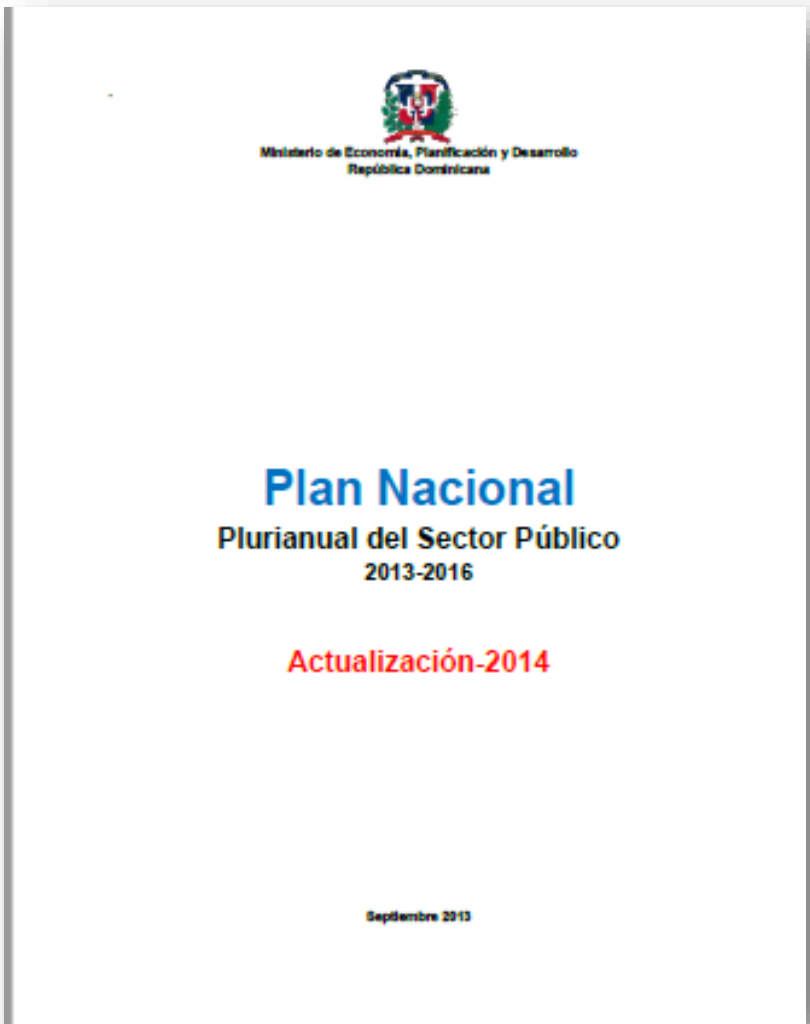 Ministerio de Economía, Planificación y Desarrollo
República Dominicana
Plan Nacional
Plurianual del Sector Público
2013-2016
Actualización-2014
Septiembre 2013